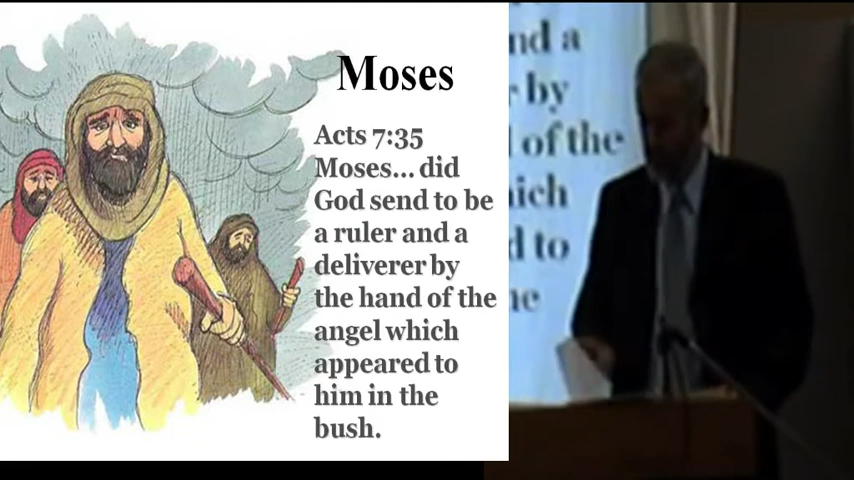 Moses
Acts 7:35
Moses... did
God send to be
a ruler and a
deliverer by
the hand of the
angel which
appeared to
him in the
bush.
nd a
by
of the
ich
d to
he